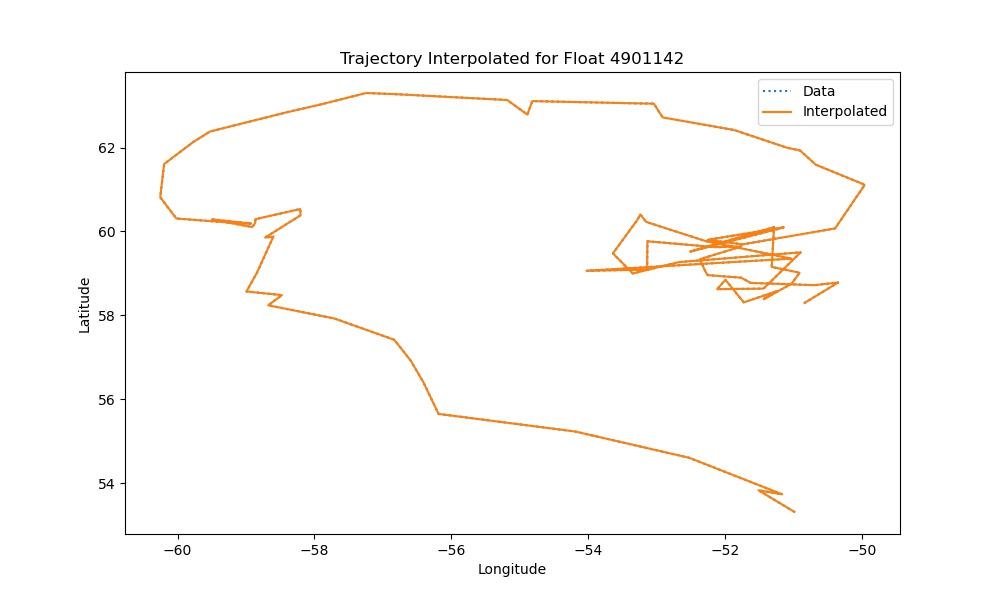 Trajectory Interpolated for Float 4901142
Data
Interpolated
Latitude
62
60
58
56
54
−60
−58
−56
−54
−52
−50
Longitude